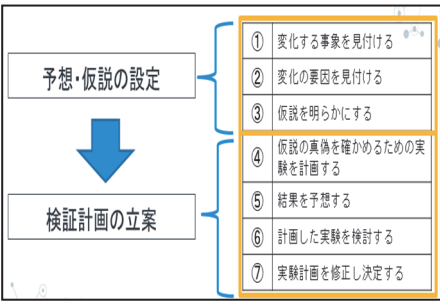 予想・仮説の設定
検証計画の立案
① 変化する事象を見付ける
② 変化の要因を見付ける
③ 仮説を明らかにする
④ 仮説の真偽を確かめるための実
験を計画する
⑤ 結果を予想する
⑥ 計画した実験を検討する
⑦ 実験計画を修正し決定する